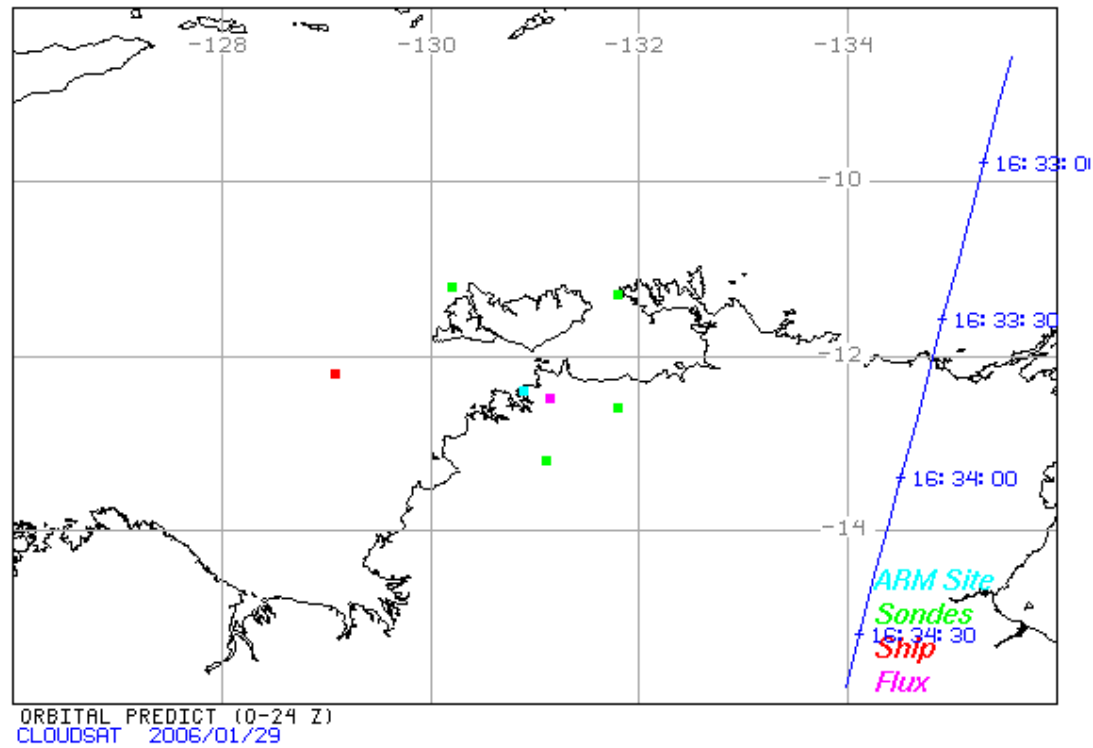 -128 -130 -132 -134
16:33:00
-10
16:33:30
-12
16:34:00
-14
ARM Site
Sondes
16:34:30
Ship
Flux
ORBITAL PREDICT (0-24 Z)
CLOUDSAT 2006/01/29